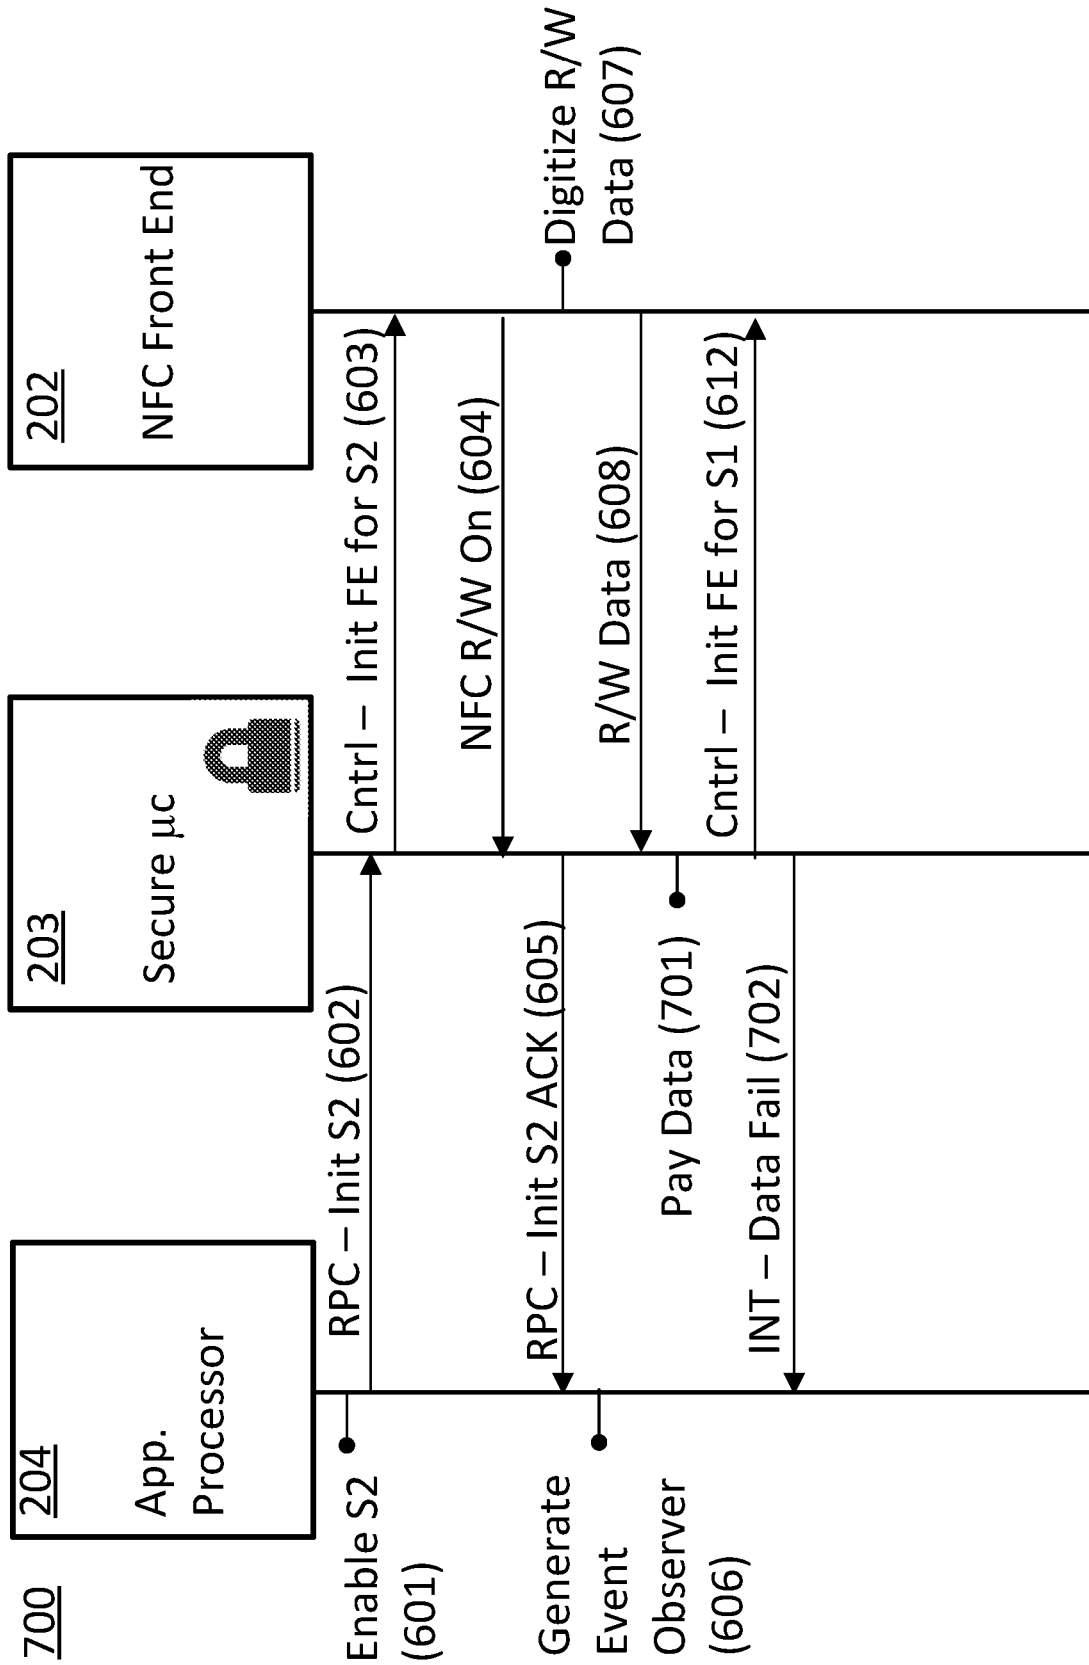 700
204
App.
Processor
203
Secure µc
202
NFC Front End
Enable S2
(601)
RPC – Init S2 (602)
Cntrl – Init FE for S2 (603)
NFC R/W On (604)
RPC – Init S2 ACK (605)
Generate
Event
Observer
(606)
Digitize R/W
Data (607)
R/W Data (608)
Pay Data (701)
Cntrl – Init FE for S1 (612)
INT – Data Fail (702)